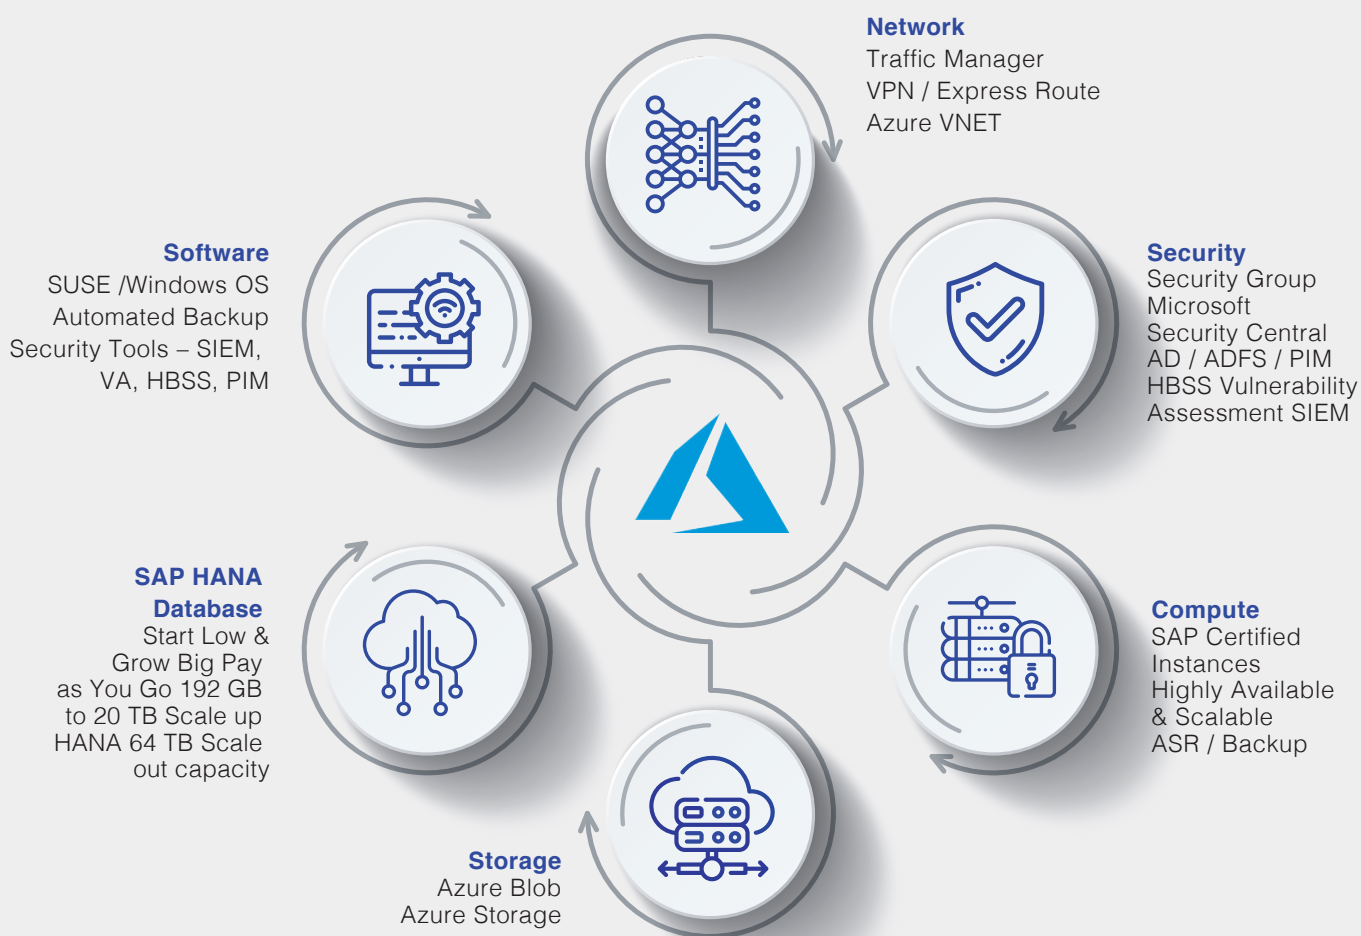 Network
Traffic Manager
VPN / Express Route
Azure VNET
Security
Security Group
Microsoft
Security Central
AD / ADFS / PIM
HBSS Vulnerability
Assessment SIEM
Compute
SAP Certified
Instances
Highly Available
& Scalable
ASR / Backup
Storage
Azure Blob
Azure Storage
SAP HANA
Database
Start Low &
Grow Big Pay
as You Go 192 GB
to 20 TB Scale up
HANA 64 TB Scale
out capacity
Software
SUSE /Windows OS
Automated Backup
Security Tools – SIEM,
VA, HBSS, PIM